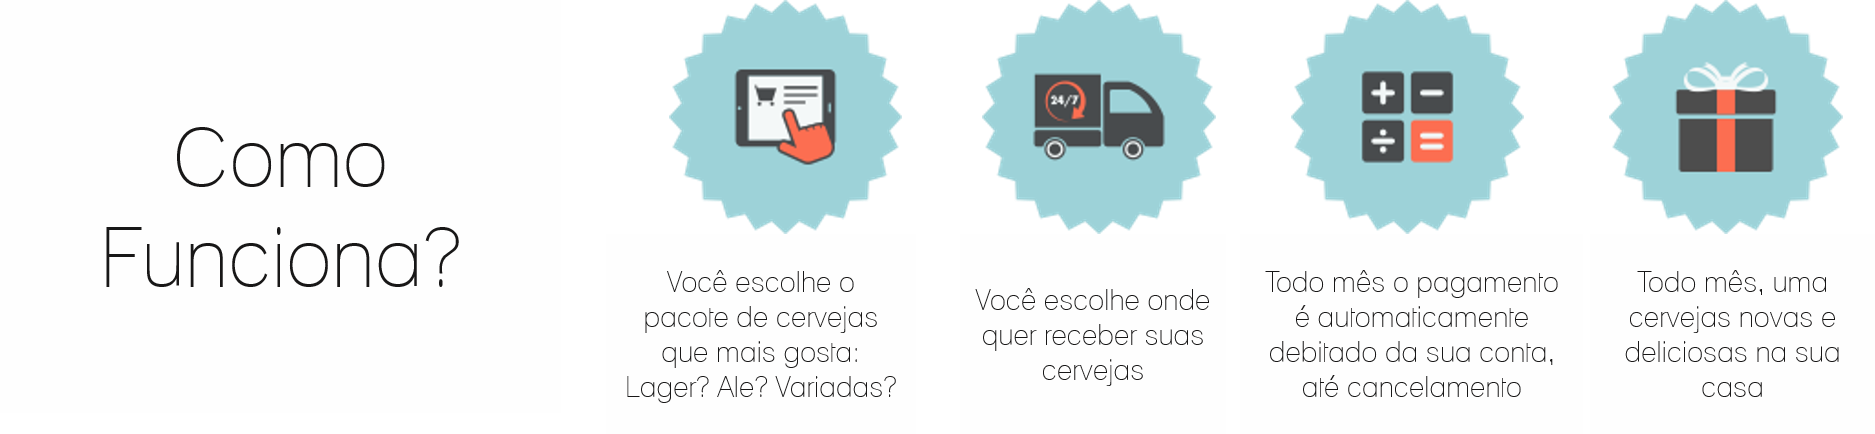 Como
Funciona?
24/7
Você escolhe o
pacote de cervejas
que mais gosta:
Lager? Ale? Variadas?
Você escolhe onde
quer receber suas
cervejas
Todo mês o pagamento
é automaticamente
debitado da sua conta,
até cancelamento
Todo mês, uma
cervejas novas e
deliciosas na sua
casa